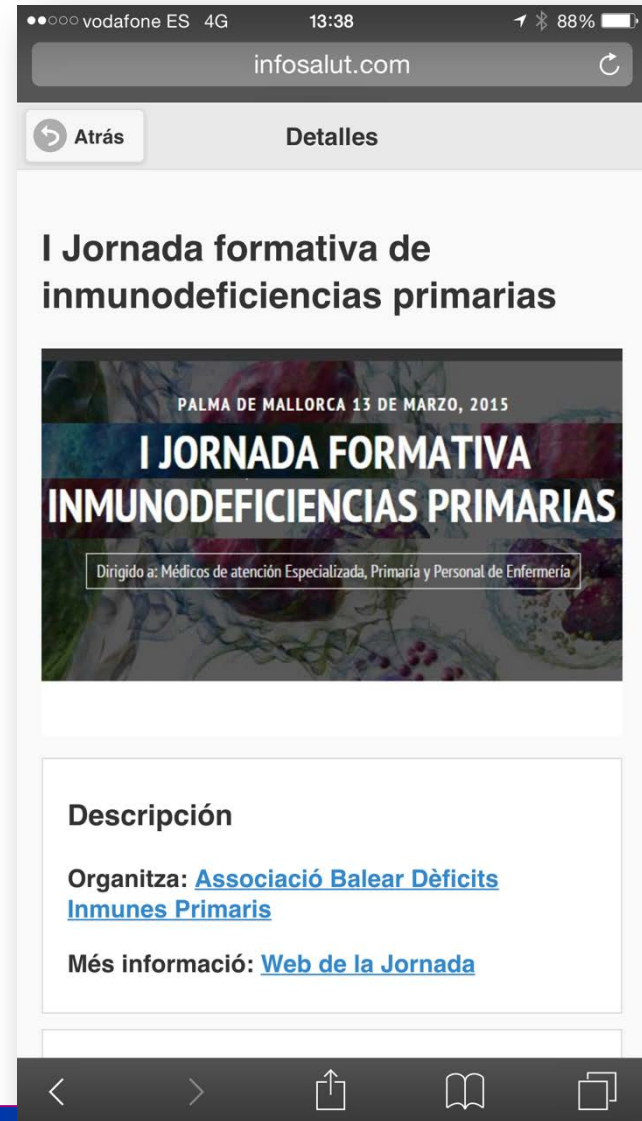 vodafone ES 4G 13:38 88%
infosalut.com
Atrás Detalles
I Jornada formativa de
inmunodeficiencias primarias
PALMA DE MALLORCA 13 DE MARZO, 2015
I JORNADA FORMATIVA
INMUNODEFICIENCIAS PRIMARIAS
Dirigido a: Médicos de atención Especializada, Primaria y Personal de Enfermería
Descripción
Organitza: Associació Balear Dèficits
Inmunes Primaris
Més informació: Web de la Jornada